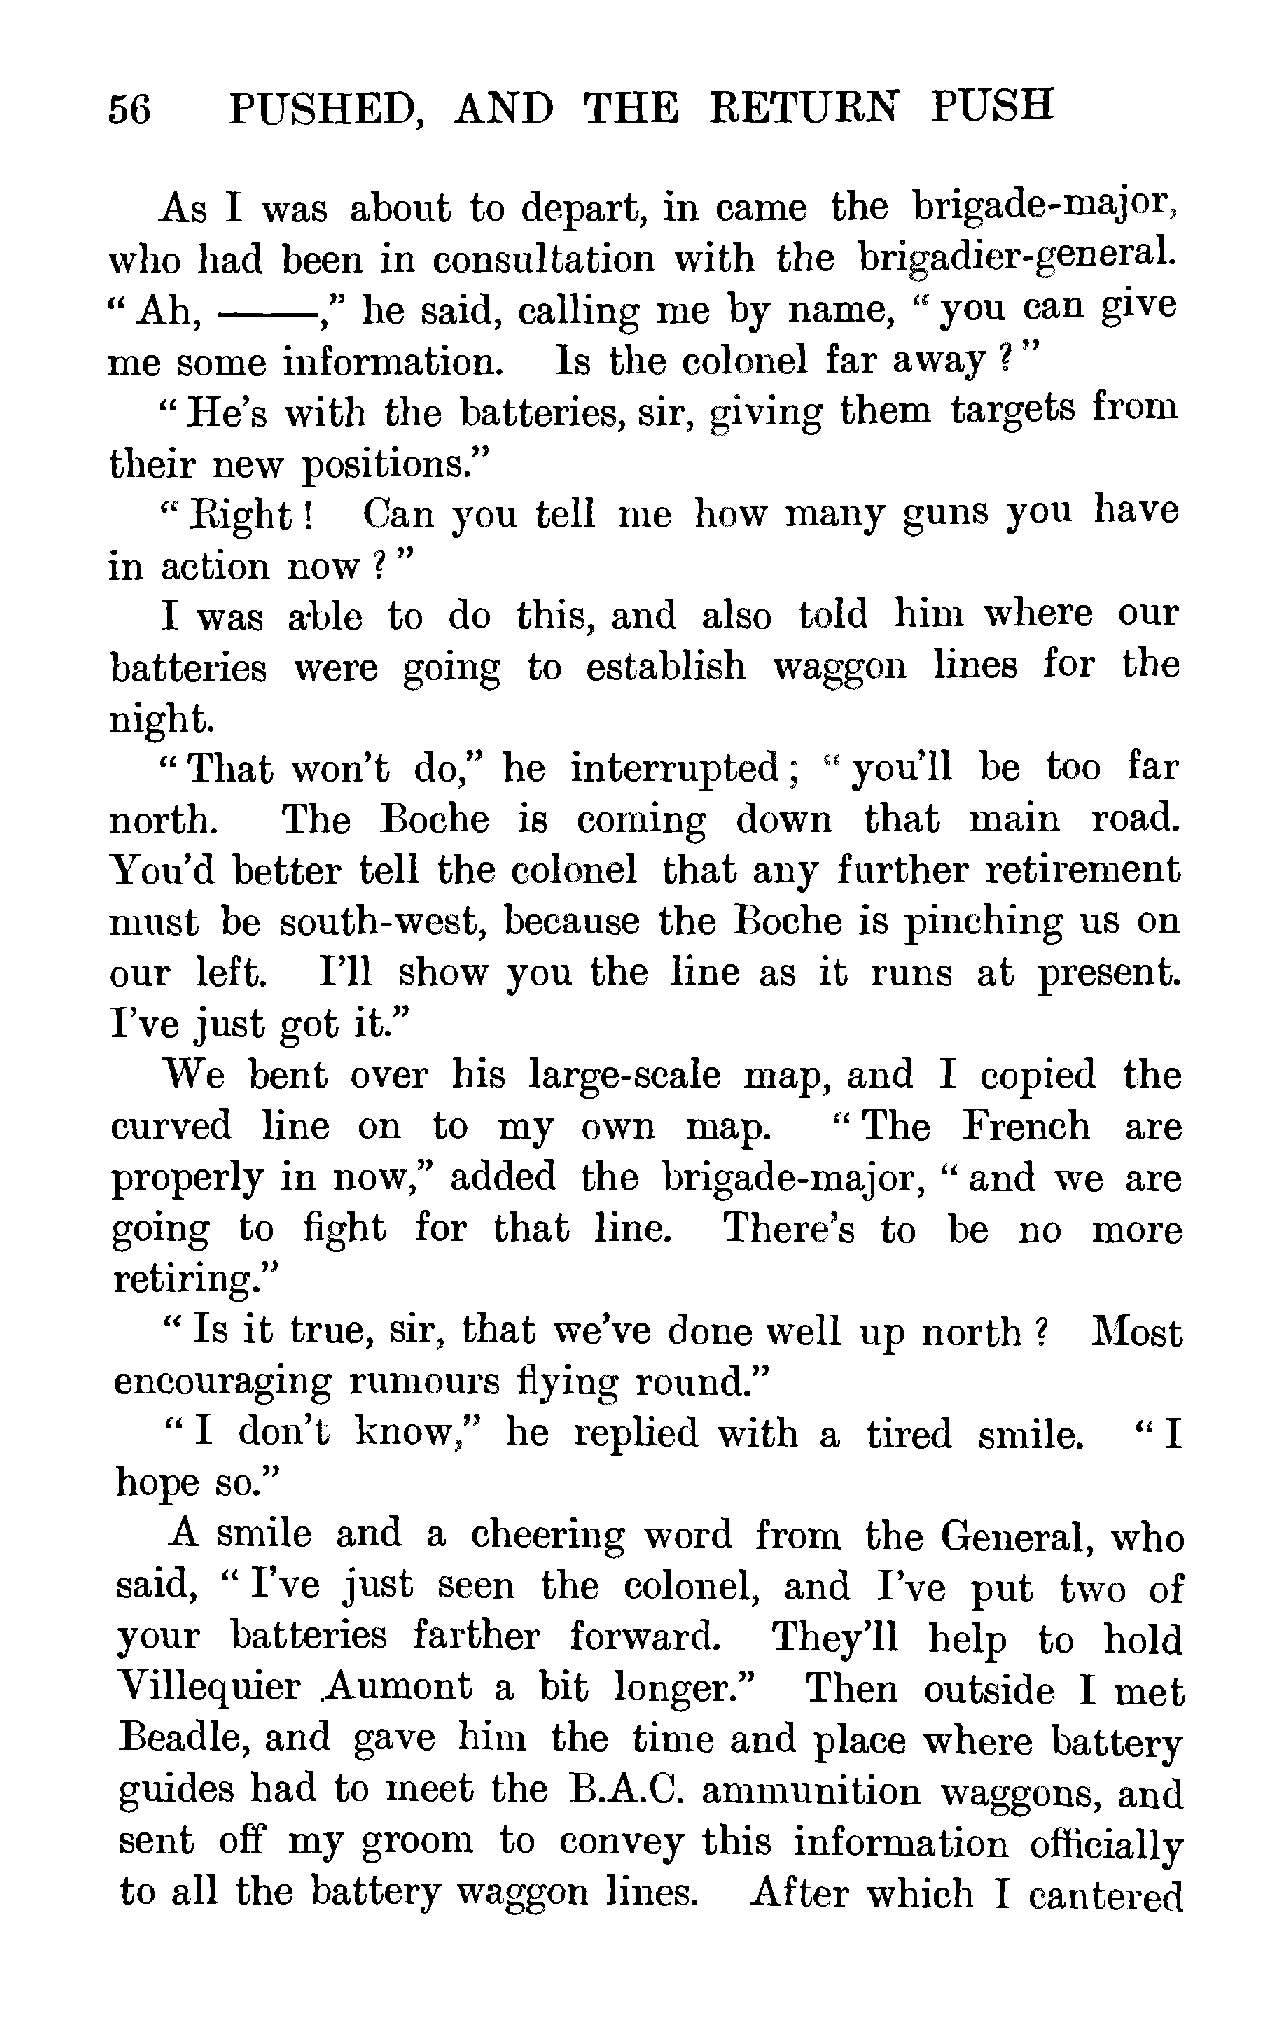 56 PUSHED, AND THE RETURN PUSH
As I was about to depart, in came the brigade-major,
who had been in consultation with the brigadier-general.
“ Ah, ——,” he said, calling me by name, “ you can give
me some information. Is the colonel far away ? ”
“ He’s with the batteries, sir, giving them targets from
their new positions.”
“ Right ! Can you tell me how many guns you have
in action now ? ”
I was able to do this, and also told him where our
batteries were going to establish waggon lines for the
night.
“ That won’t do,” he interrupted ; “ you’ll be too far
north. The Boche is coming down that main road.
You’d better tell the colonel that any further retirement
must be south-west, because the Boche is pinching us on
our left. I’ll show you the line as it runs at present.
I’ve just got it.”
We bent over his large-scale map, and I copied the
curved line on to my own map. “ The French are
properly in now,” added the brigade-major, “ and we are
going to fight for that line. There’s to be no more
retiring.”
“ Is it true, sir, that we’ve done well up north ? Most
encouraging rumours flying round.”
“ I don’t know,” he replied with a tired smile. “ I
hope so.”
A smile and a cheering word from the General, who
said, “ I’ve just seen the colonel, and I’ve put two of
your batteries farther forward. They’ll help to hold
Villequier Aumont a bit longer.” Then outside I met
Beadle, and gave him the time and place where battery
guides had to meet the B.A.C. ammunition waggons, and
sent off my groom to convey this information officially
to all the battery waggon lines. After which I cantered